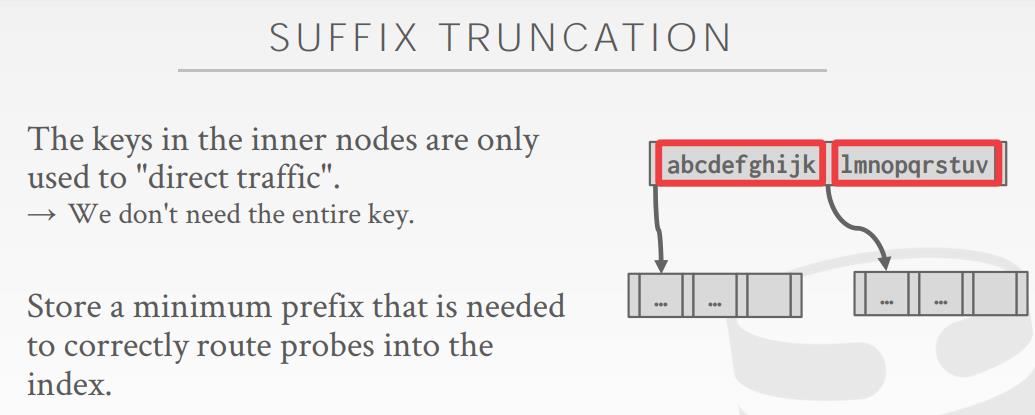 SUFFIX TRUNCATION
The keys in the inner nodes are only
used to "direct traffic".
→ We don't need the entire key.
Store a minimum prefix that is needed
to correctly route probes into the
index.
abcdefghijk lmnopqrstuv
... ... ... ...